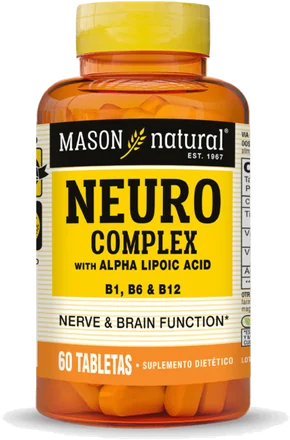 MASON natural®
EST. 1967
NEURO
COMPLEX
WITH ALPHA LIPOIC ACID
B1, B6 & B12
NERVE & BRAIN FUNCTION*
60 TABLETAS • SUPLEMENTO DIETÉTICO